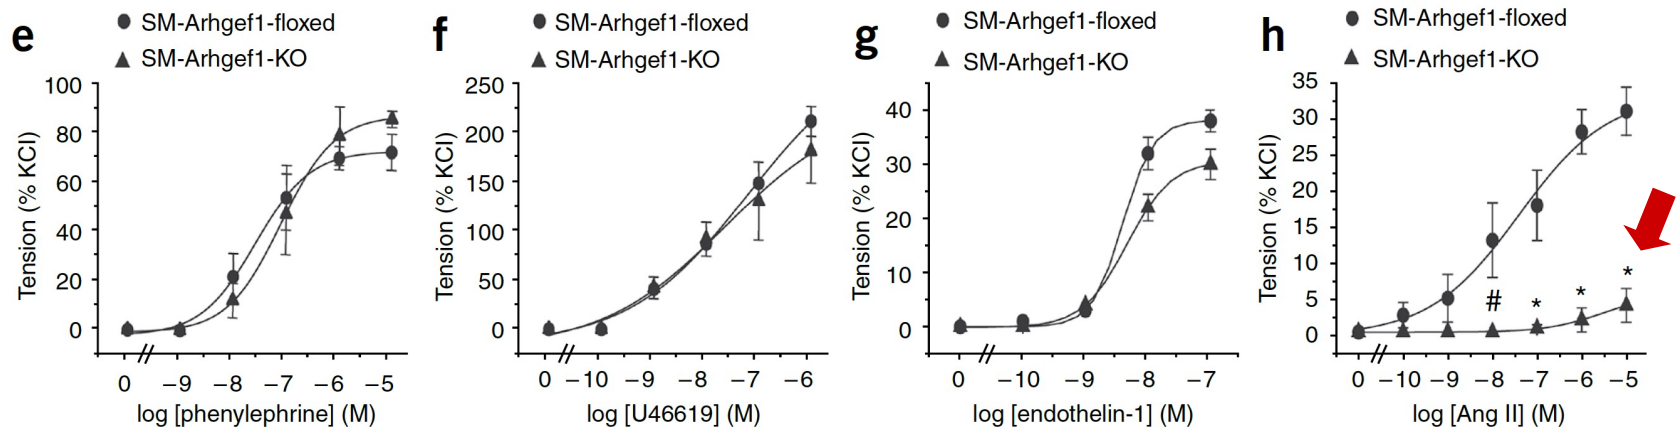 e
SM-Arhgef1-floxed
SM-Arhgef1-KO
100
80
60
40
20
0
Tension (% KCl)
0 –9 –8 –7 –6 –5
log [phenylephrine] (M)
f
SM-Arhgef1-floxed
SM-Arhgef1-KO
250
200
150
100
50
0
Tension (% KCl)
0 –10 –9 –8 –7 –6
log [U46619] (M)
g
SM-Arhgef1-floxed
SM-Arhgef1-KO
40
30
20
10
0
Tension (% KCl)
0 –10 –9 –8 –7
log [endothelin-1] (M)
h
SM-Arhgef1-floxed
SM-Arhgef1-KO
35
30
25
20
15
10
5
0
Tension (% KCl)
# * * *
0 –10 –9 –8 –7 –6 –5
log [Ang II] (M)